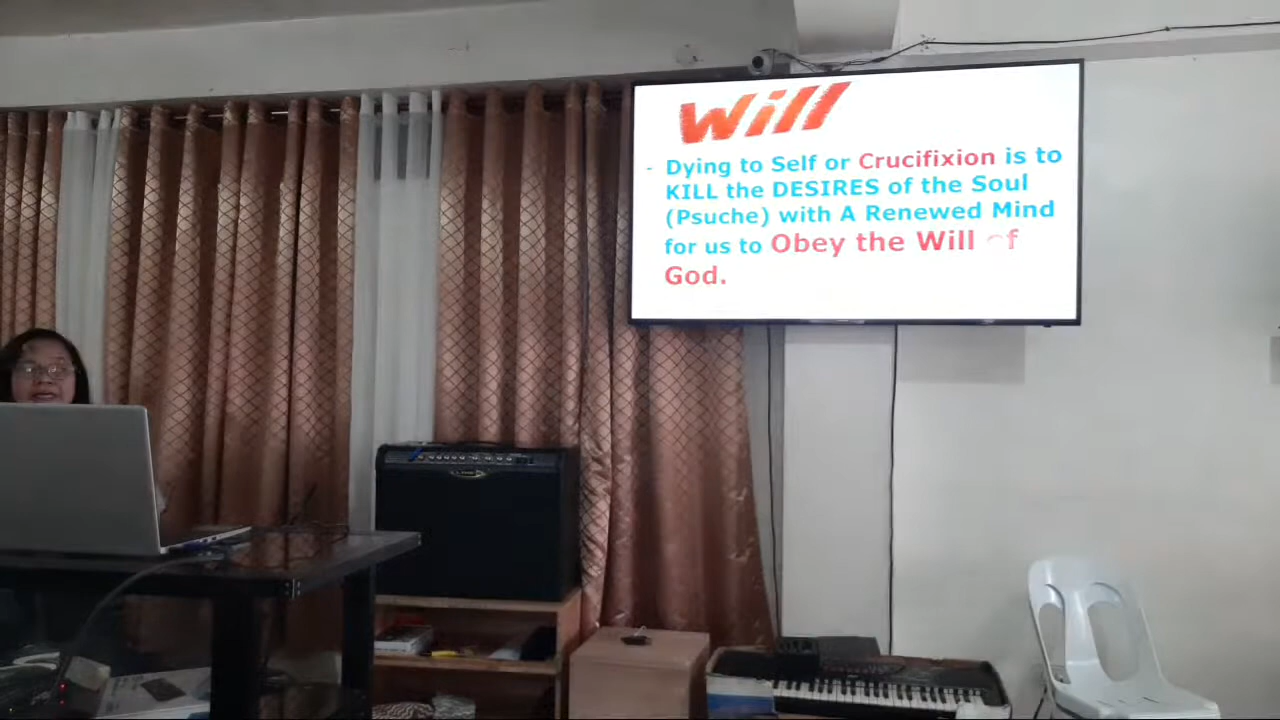 Will
- Dying to Self or Crucifixion is to
KILL the DESIRES of the Soul
(Psuche) with A Renewed Mind
for us to Obey the Will of
God.